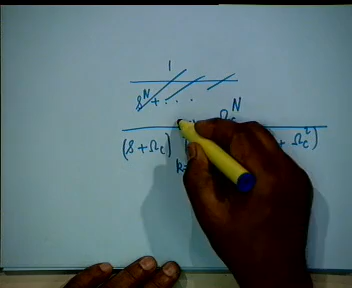 1
s^N + . . .
Ω_c^N
(s + Ω_c) + Ω_c^2)
k=